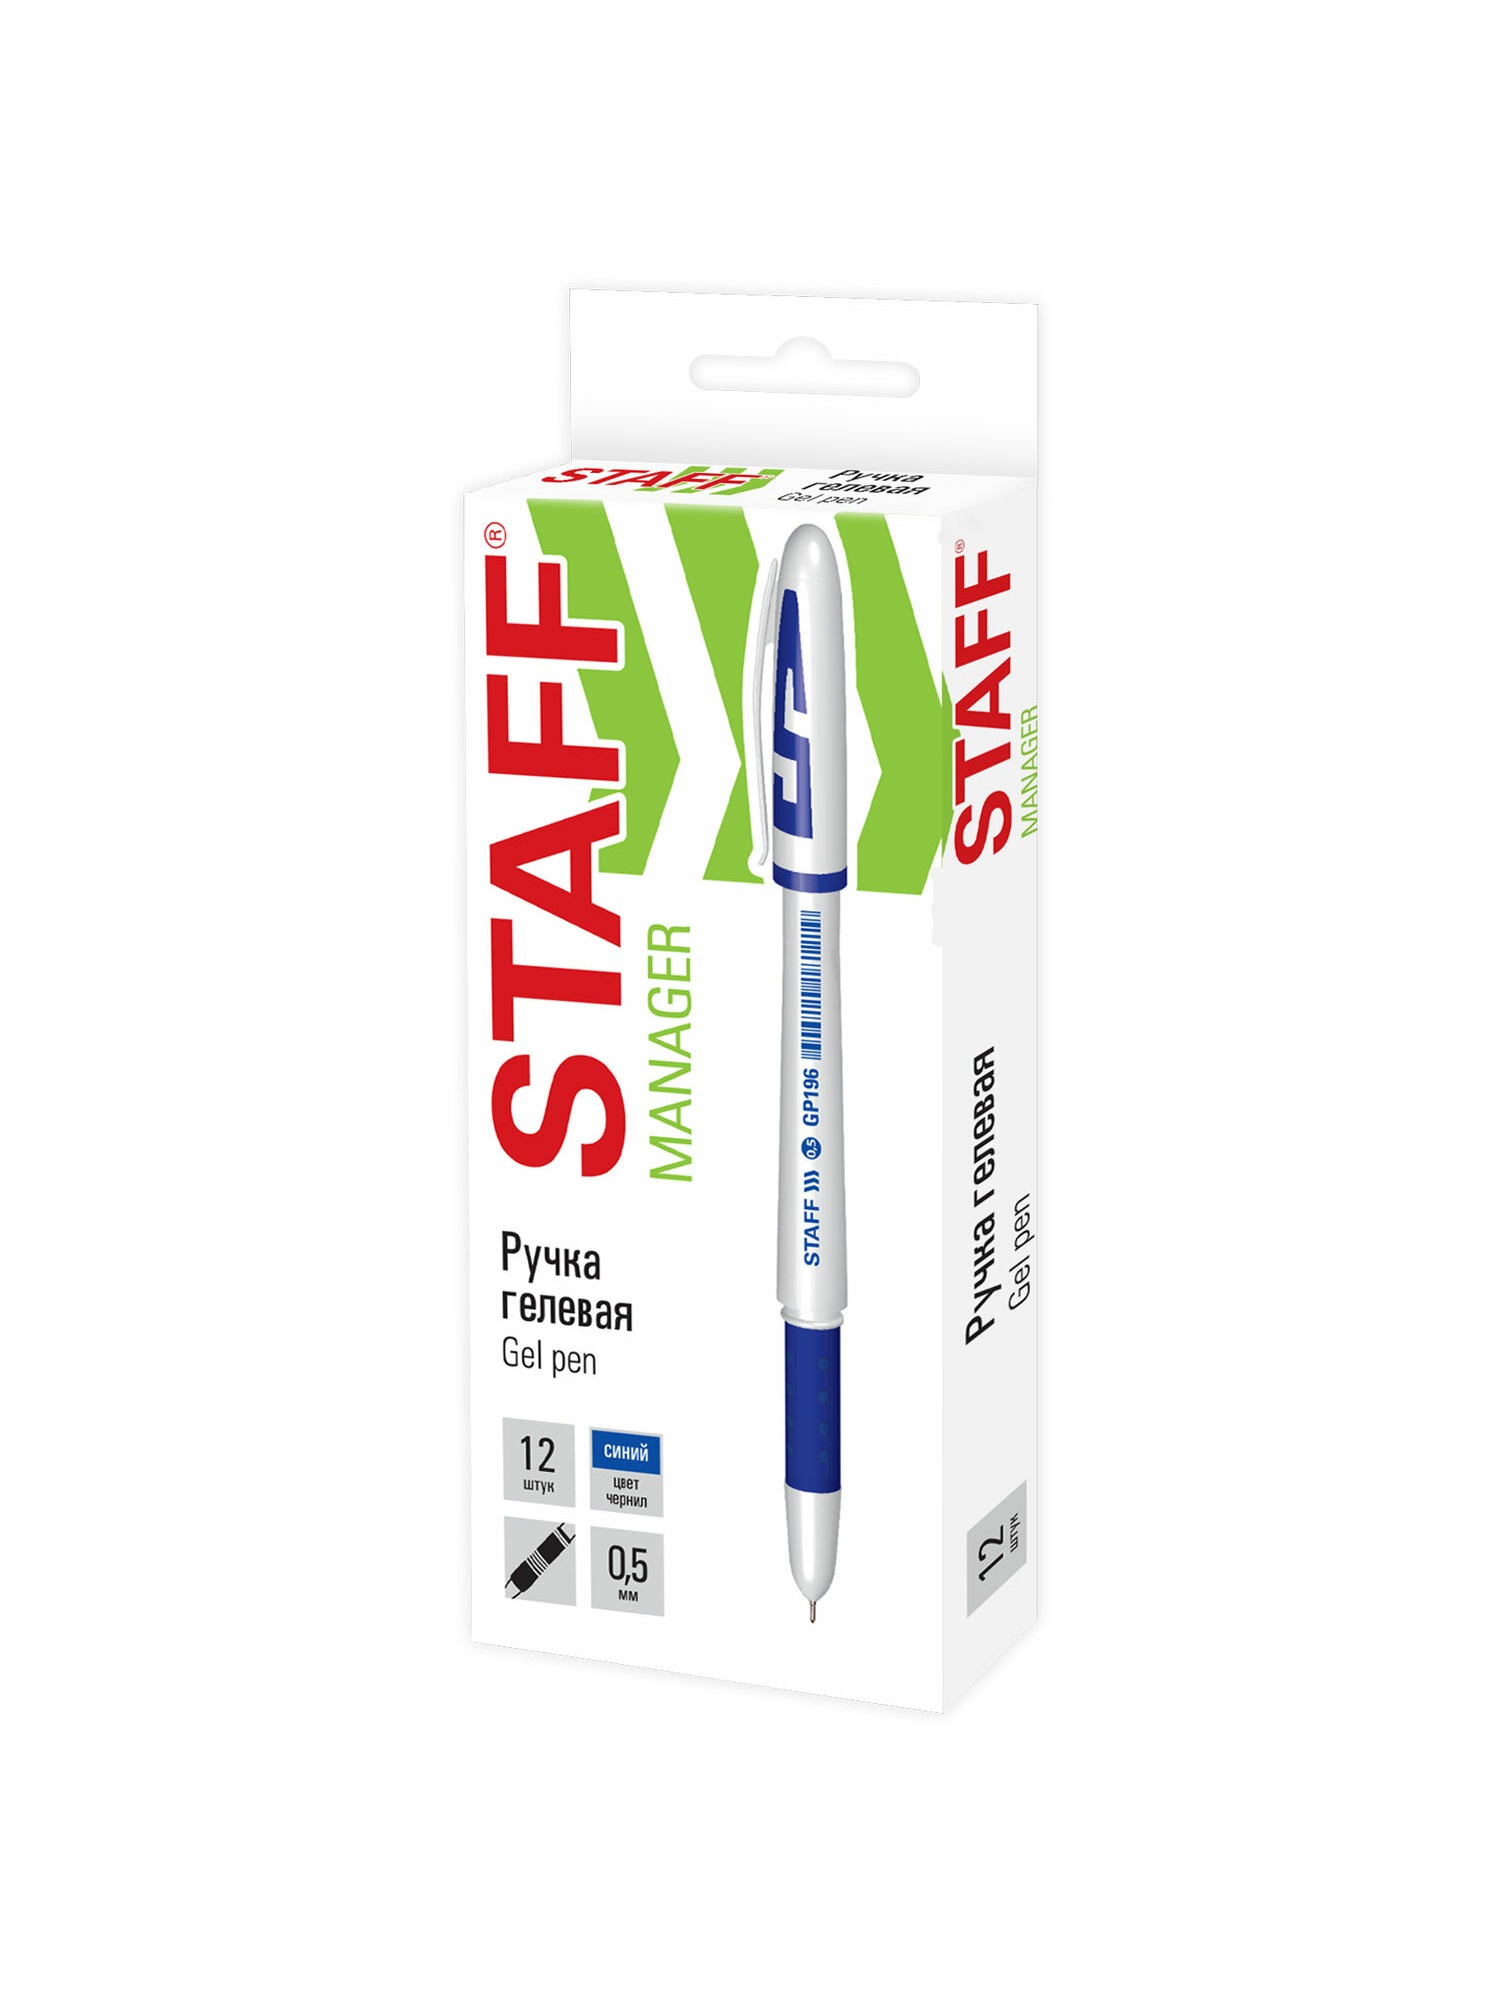 STAFF®
Ручка
гелевая
Gel pen
STAFF®
MANAGER
STAFF 0,5 GP196
Ручка
гелевая
Gel pen
12
штук
синий
цвет
чернил
0,5
мм
STAFF®
MANAGER
Ручка гелевая
Gel pen
12
штук